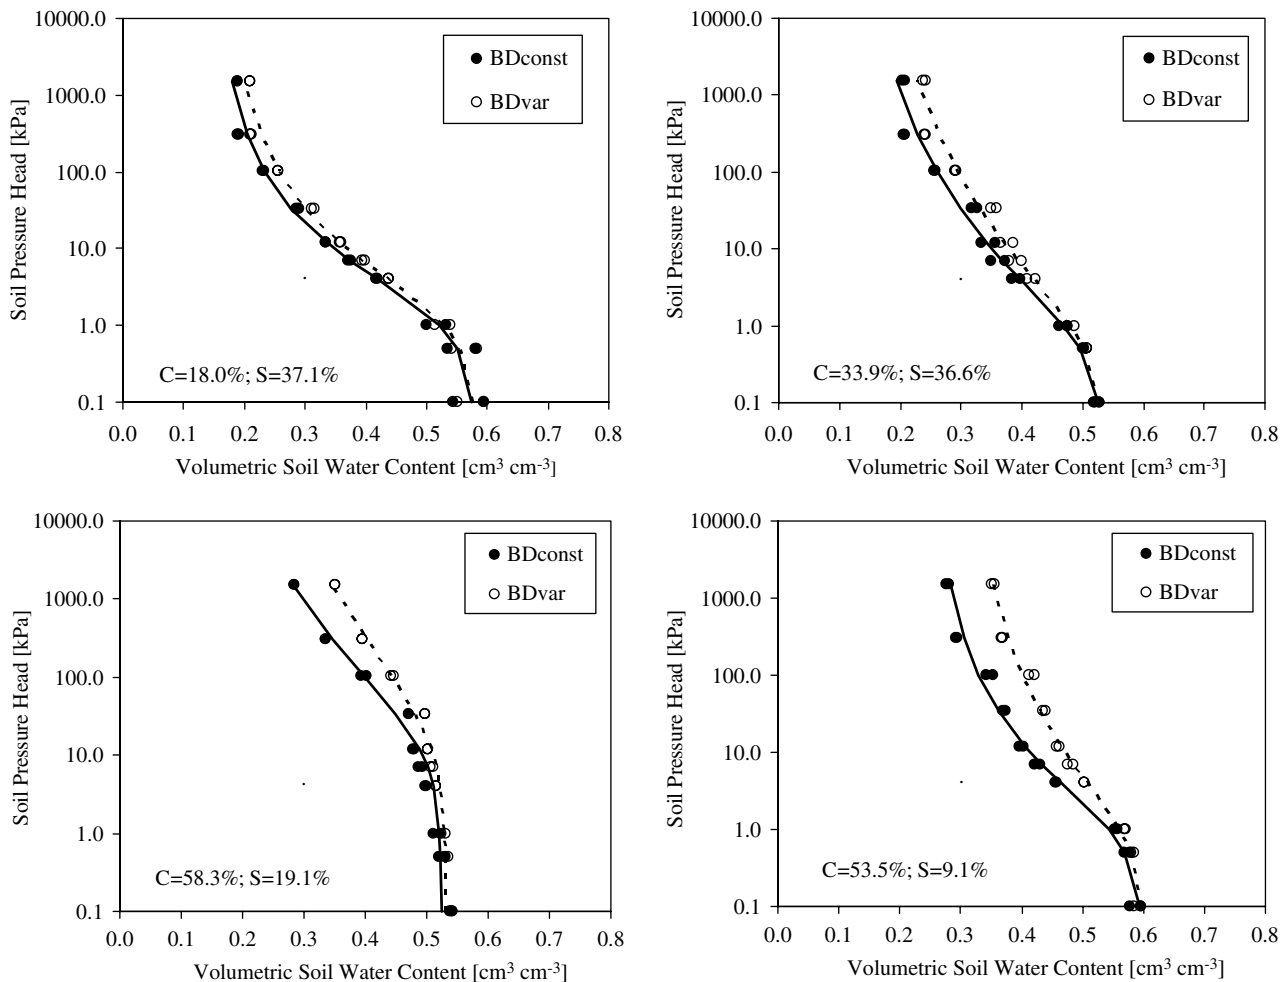 10000.0
1000.0
100.0
10.0
1.0
0.1
Soil Pressure Head [kPa]
BDconst
BDvar
C=18.0%; S=37.1%
0.0 0.1 0.2 0.3 0.4 0.5 0.6 0.7 0.8
Volumetric Soil Water Content [cm³ cm⁻³]
10000.0
1000.0
100.0
10.0
1.0
0.1
Soil Pressure Head [kPa]
BDconst
BDvar
C=33.9%; S=36.6%
0.0 0.1 0.2 0.3 0.4 0.5 0.6 0.7 0.8
Volumetric Soil Water Content [cm³ cm⁻³]
10000.0
1000.0
100.0
10.0
1.0
0.1
Soil Pressure Head [kPa]
BDconst
BDvar
C=58.3%; S=19.1%
0.0 0.1 0.2 0.3 0.4 0.5 0.6 0.7 0.8
Volumetric Soil Water Content [cm³ cm⁻³]
10000.0
1000.0
100.0
10.0
1.0
0.1
Soil Pressure Head [kPa]
BDconst
BDvar
C=53.5%; S=9.1%
0.0 0.1 0.2 0.3 0.4 0.5 0.6 0.7 0.8
Volumetric Soil Water Content [cm³ cm⁻³]